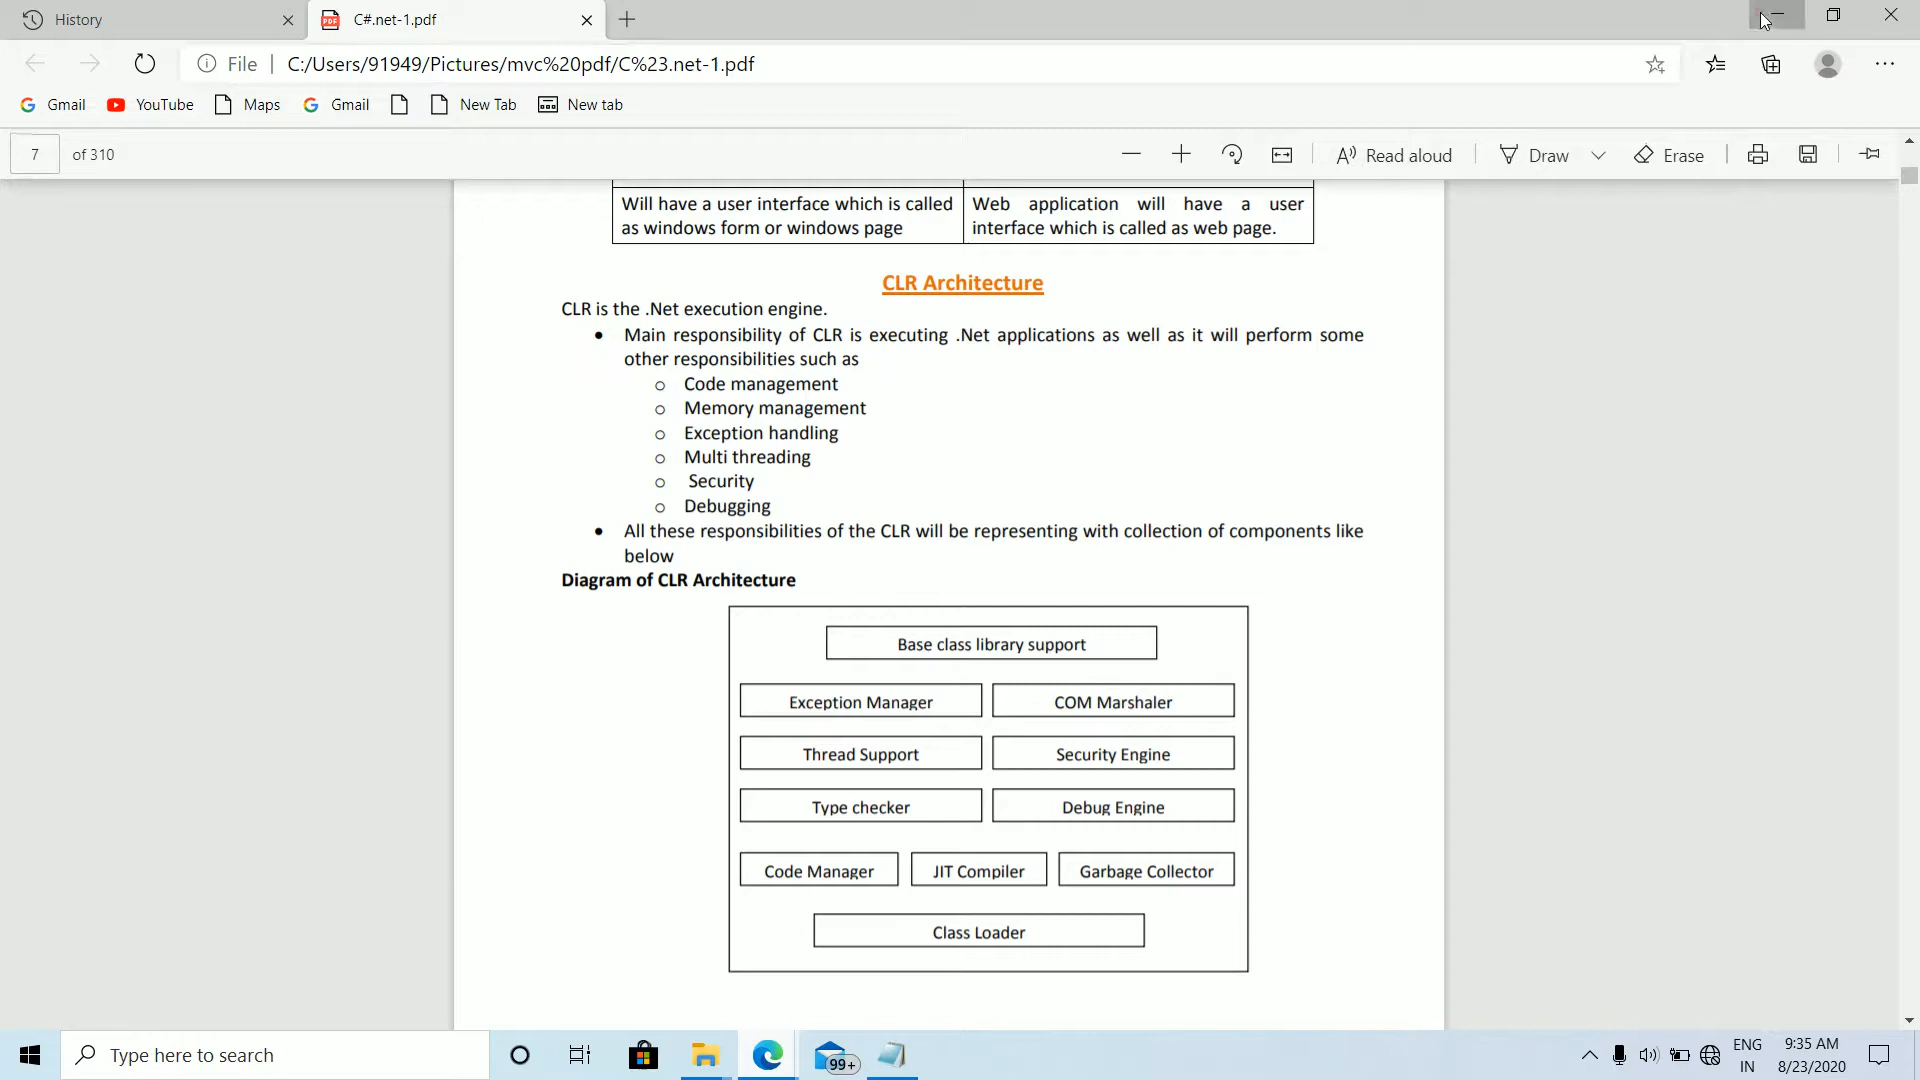 History
C#.net-1.pdf
File
C:/Users/91949/Pictures/mvc%20pdf/C%23.net-1.pdf
Gmail
YouTube
Maps
Gmail
New Tab
New tab
7 of 310
Read aloud
Draw
Erase
Will have a user interface which is called
as windows form or windows page
Web application will have a user
interface which is called as web page.
CLR Architecture
CLR is the .Net execution engine.
• Main responsibility of CLR is executing .Net applications as well as it will perform some
other responsibilities such as
o Code management
o Memory management
o Exception handling
o Multi threading
o Security
o Debugging
• All these responsibilities of the CLR will be representing with collection of components like
below
Diagram of CLR Architecture
Base class library support
Exception Manager
COM Marshaler
Thread Support
Security Engine
Type checker
Debug Engine
Code Manager
JIT Compiler
Garbage Collector
Class Loader
Type here to search
99+
ENG
IN
9:35 AM
8/23/2020